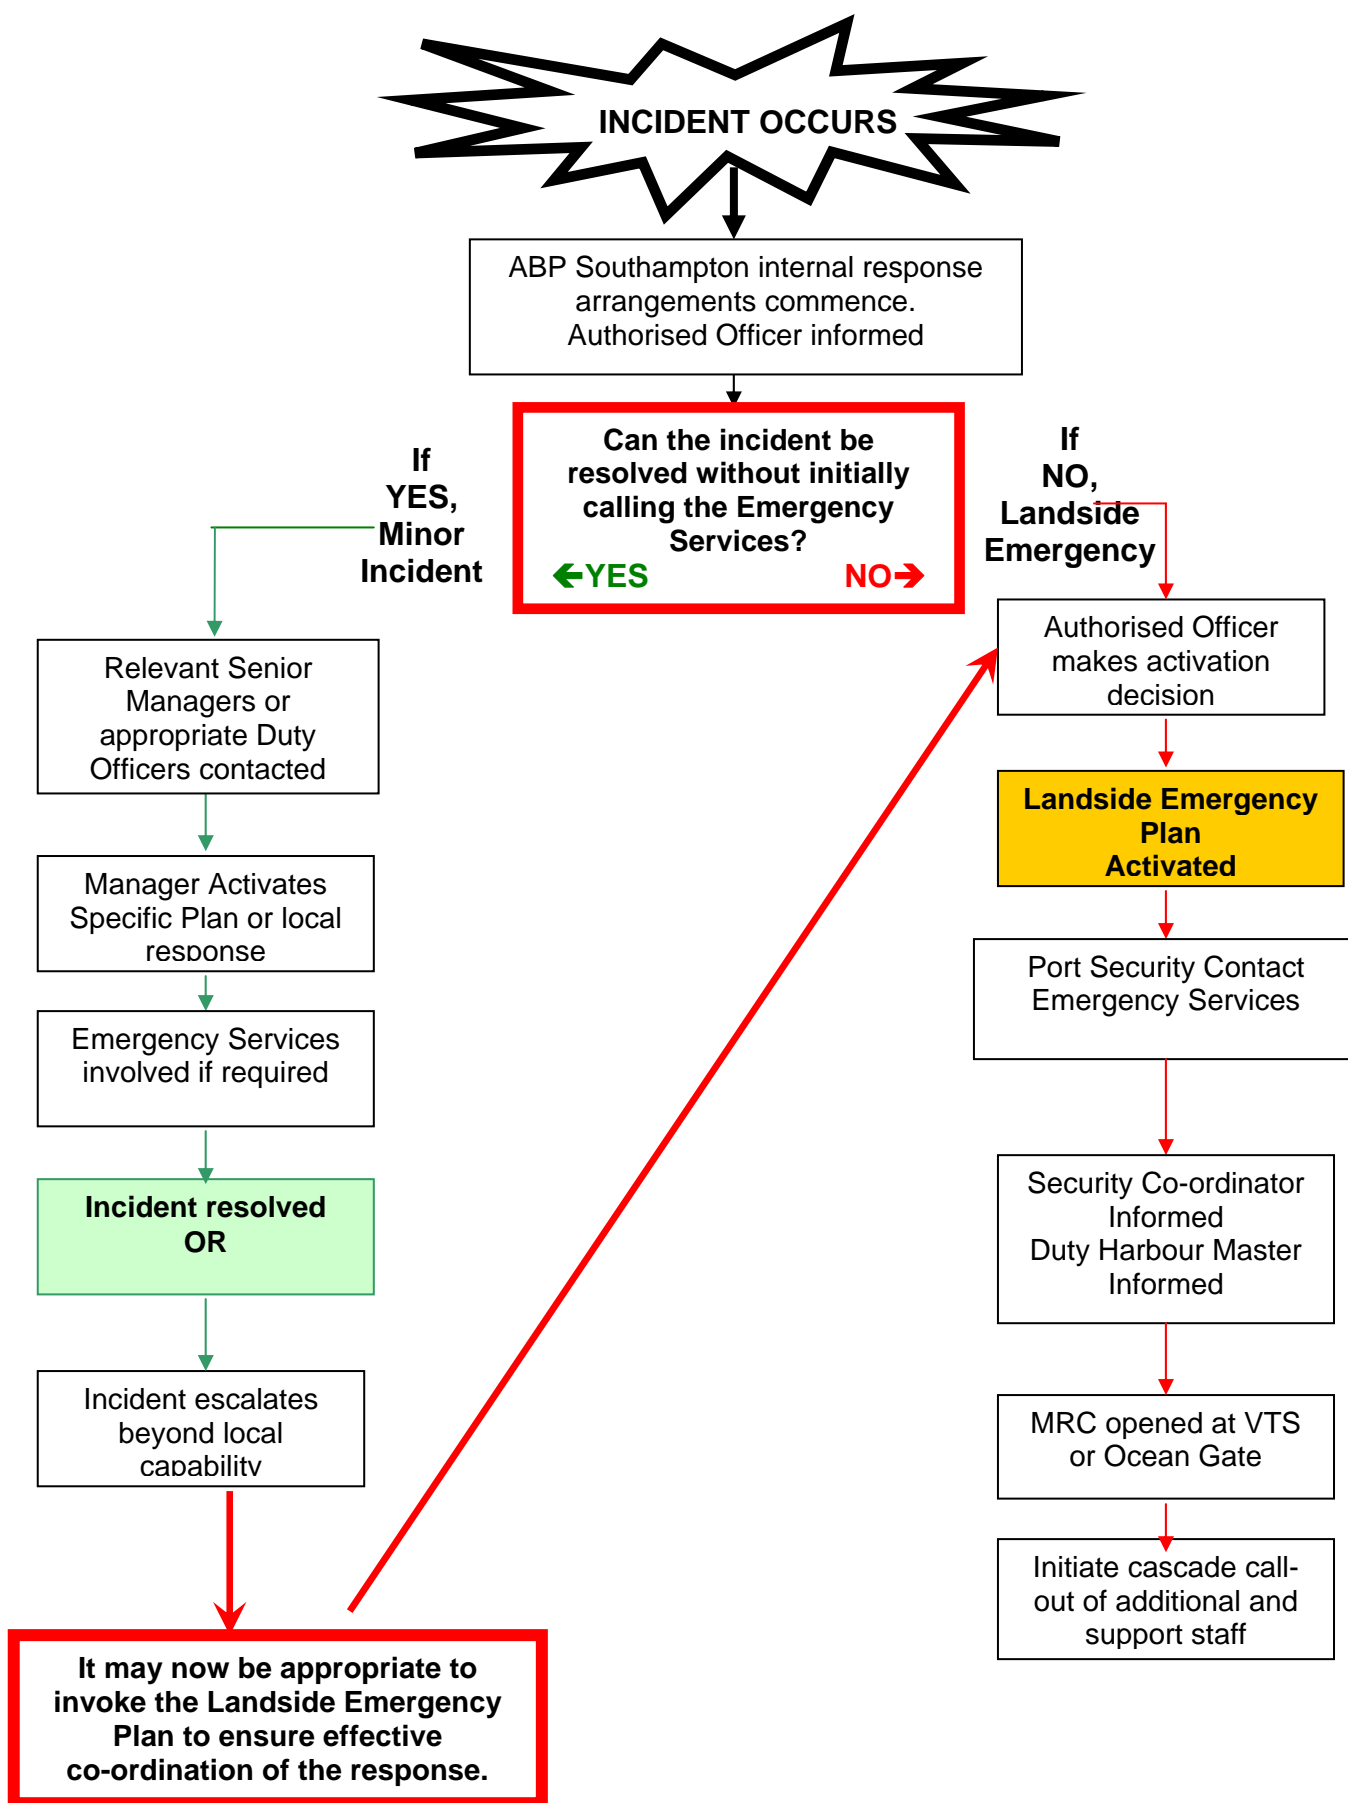 INCIDENT OCCURS
ABP Southampton internal response
arrangements commence.
Authorised Officer informed
Can the incident be
resolved without initially
calling the Emergency
Services?
🡸YES NO🡺
If
YES,
Minor
Incident
If
NO,
Landside
Emergency
Relevant Senior
Managers or
appropriate Duty
Officers contacted
Manager Activates
Specific Plan or local
response
Emergency Services
involved if required
Incident resolved
OR
Incident escalates
beyond local
capability
It may now be appropriate to
invoke the Landside Emergency
Plan to ensure effective
co-ordination of the response.
Authorised Officer
makes activation
decision
Landside Emergency
Plan
Activated
Port Security Contact
Emergency Services
Security Co-ordinator
Informed
Duty Harbour Master
Informed
MRC opened at VTS
or Ocean Gate
Initiate cascade call-
out of additional and
support staff